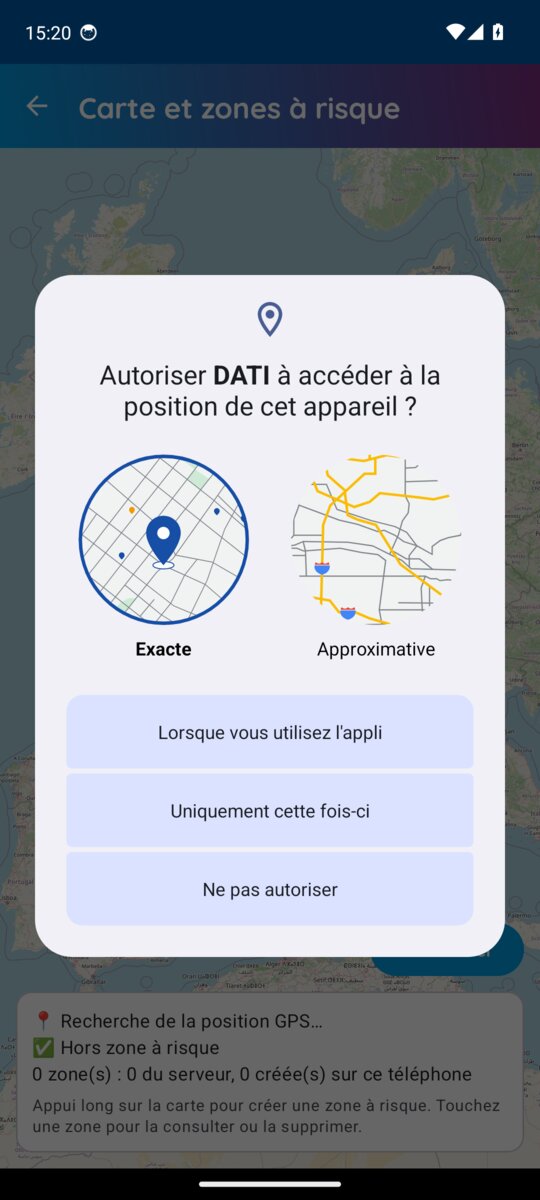 15:20
Carte et zones à risque
Autoriser DATI à accéder à la
position de cet appareil ?
Exacte
Approximative
Lorsque vous utilisez l'appli
Uniquement cette fois-ci
Ne pas autoriser
📍 Recherche de la position GPS…
✅ Hors zone à risque
0 zone(s) : 0 du serveur, 0 créée(s) sur ce téléphone
Appui long sur la carte pour créer une zone à risque. Touchez
une zone pour la consulter ou la supprimer.